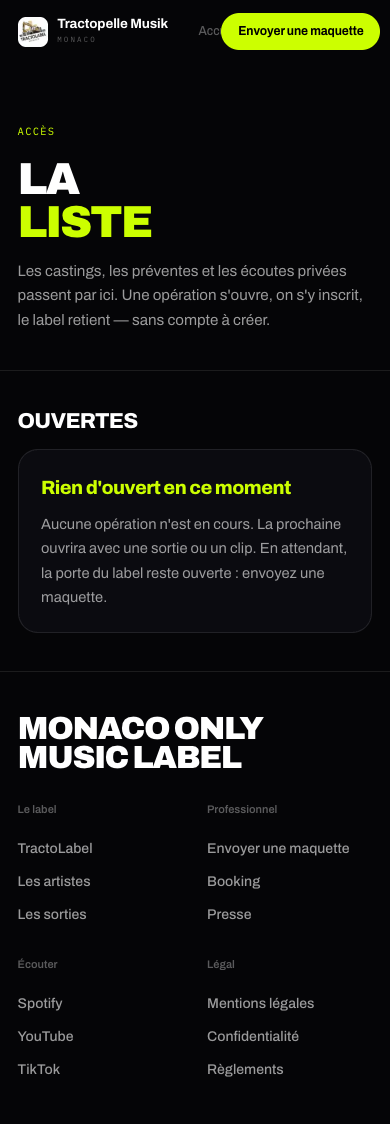 Tractopelle Musik
MONACO
Envoyer une maquette
ACCÈS
LA
LISTE
Les castings, les préventes et les écoutes privées
passent par ici. Une opération s'ouvre, on s'y inscrit,
le label retient — sans compte à créer.
OUVERTES
Rien d'ouvert en ce moment
Aucune opération n'est en cours. La prochaine
ouvrira avec une sortie ou un clip. En attendant,
la porte du label reste ouverte : envoyez une
maquette.
MONACO ONLY
MUSIC LABEL
Le label
Professionnel
TractoLabel
Envoyer une maquette
Les artistes
Booking
Les sorties
Presse
Écouter
Légal
Spotify
Mentions légales
YouTube
Confidentialité
TikTok
Règlements